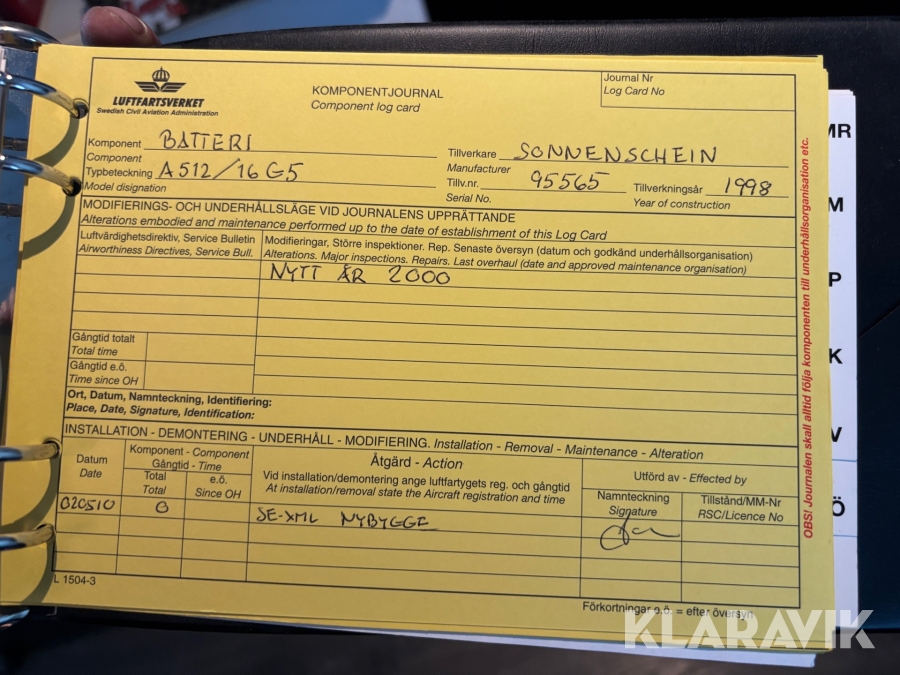 LUFTFARTSVERKET
Swedish Civil Aviation Administration
KOMPONENTJOURNAL
Component log card
Journal Nr
Log Card No
Komponent BATTERI
Component
Typbeteckning A512/16 G5
Model designation
Tillverkare SONNENSCHEIN
Manufacturer
Tillv.nr. 95565 Tillverkningsår 1998
Serial No. Year of construction
MODIFIERINGS- OCH UNDERHÅLLSLÄGE VID JOURNALENS UPPRÄTTANDE
Alterations embodied and maintenance performed up to the date of establishment of this Log Card
Luftvärdighetsdirektiv, Service Bulletin
Airworthiness Directives, Service Bull.
Modifieringar, Större inspektioner. Rep. Senaste översyn (datum och godkänd underhållsorganisation)
Alterations. Major inspections. Repairs. Last overhaul (date and approved maintenance organisation)
NYTT ÅR 2000
Gångtid totalt
Total time
Gångtid e.ö.
Time since OH
Ort, Datum, Namnteckning, Identifiering:
Place, Date, Signature, Identification:
INSTALLATION - DEMONTERING - UNDERHÅLL - MODIFIERING. Installation - Removal - Maintenance - Alteration
Datum
Date
Komponent - Component
Gångtid - Time
Total
Total
e.ö.
Since OH
Åtgärd - Action
Vid installation/demontering ange luftfartygets reg. och gångtid
At installation/removal state the Aircraft registration and time
Utförd av - Effected by
Namnteckning
Signature
Tillstånd/MM-Nr
RSC/Licence No
020510 0 SE-XML NYBYGGE
L 1504-3
Förkortningar e.ö. = efter översyn
OBS! Journalen skall alltid följa komponenten till underhållsorganisation etc.
MR
M
P
K
V
Ö
KLARAVIK